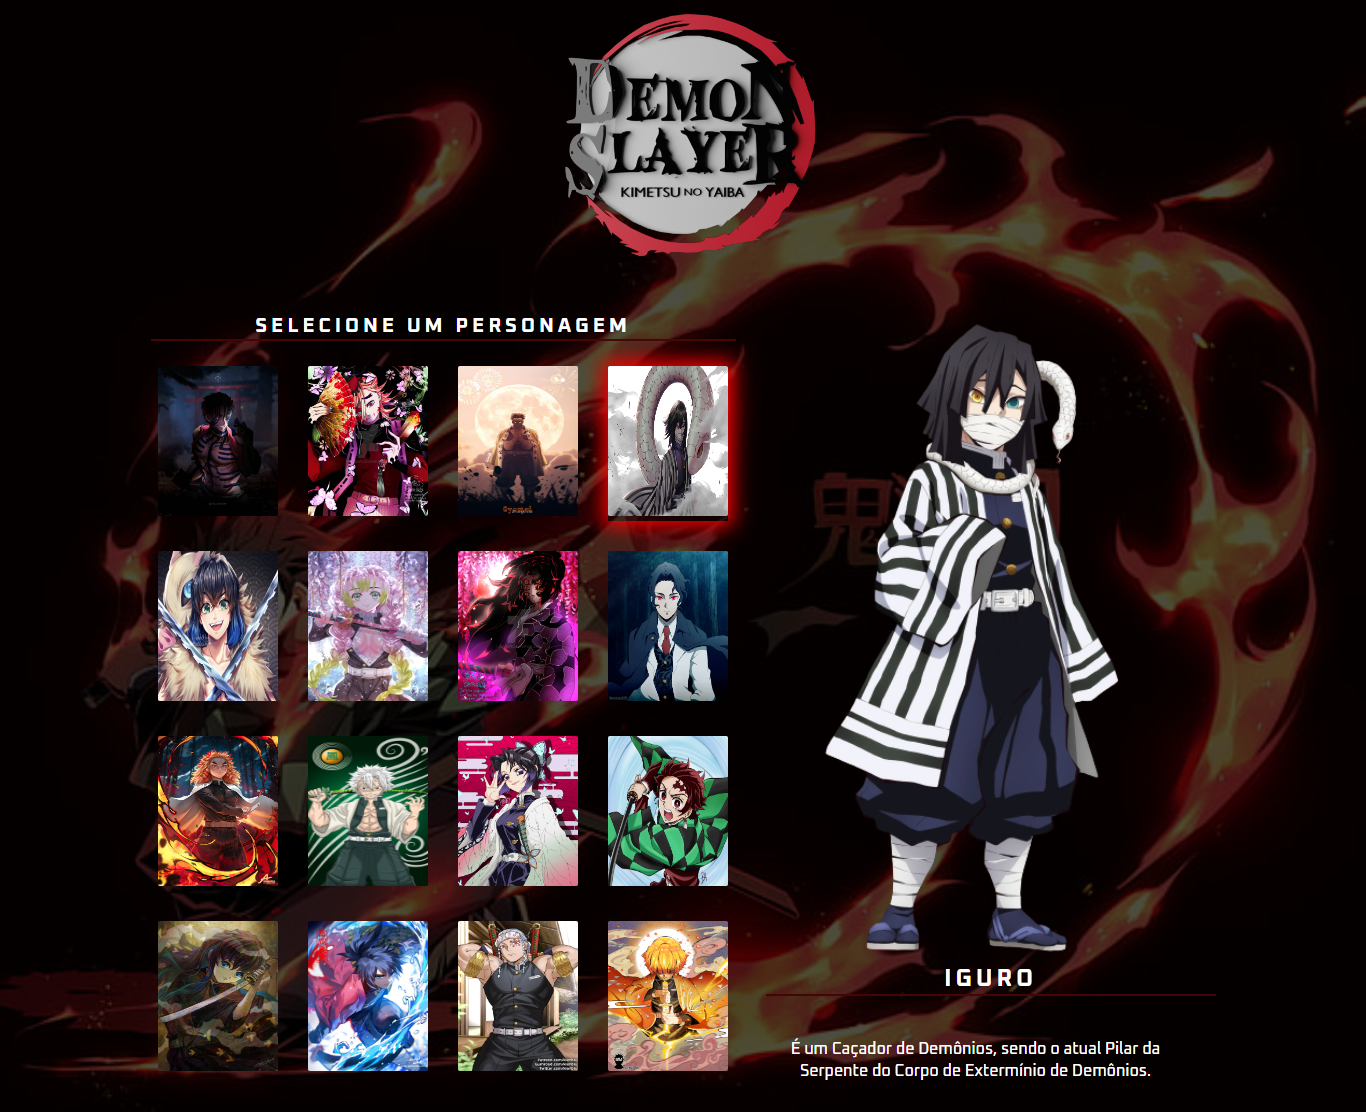 DEMON
SLAYER
KIMETSU NO YAIBA
SELECIONE UM PERSONAGEM
鬼
IGURO
É um Caçador de Demônios, sendo o atual Pilar da
Serpente do Corpo de Extermínio de Demônios.